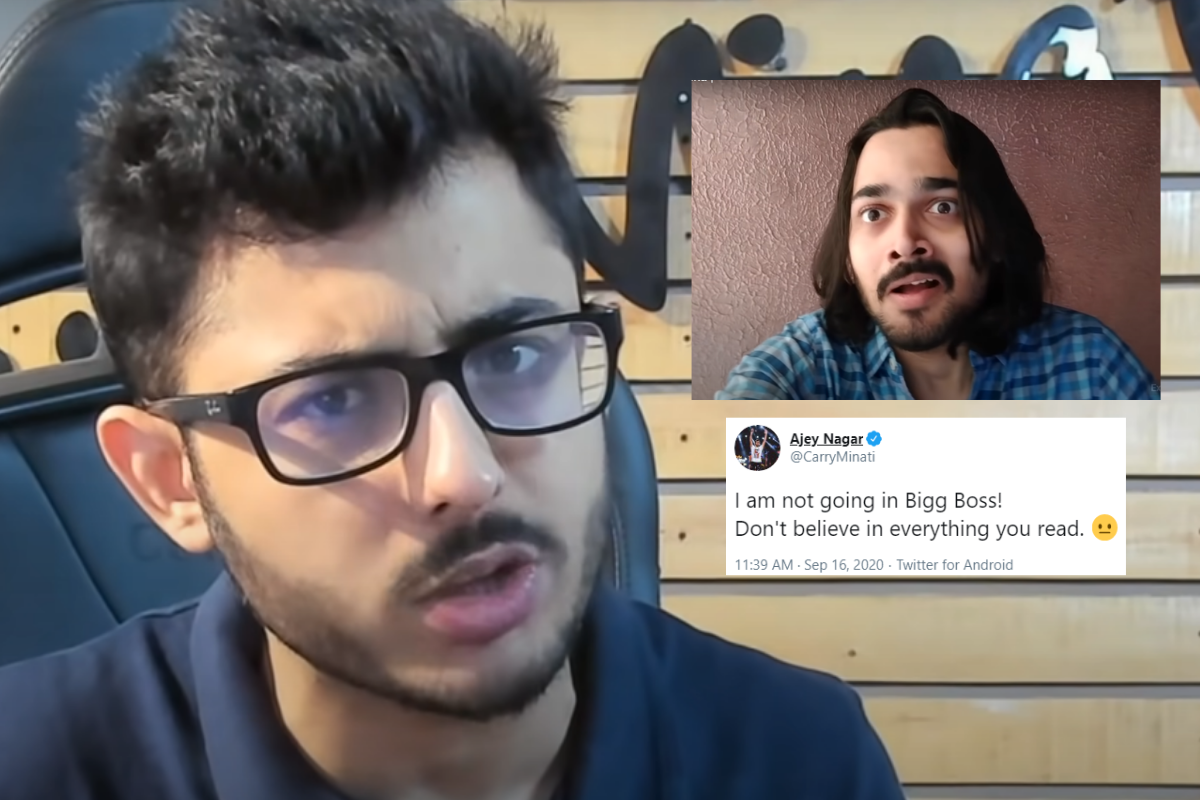 Ajey Nagar
@CarryMinati
I am not going in Bigg Boss!
Don't believe in everything you read. 😐
11:39 AM · Sep 16, 2020 · Twitter for Android